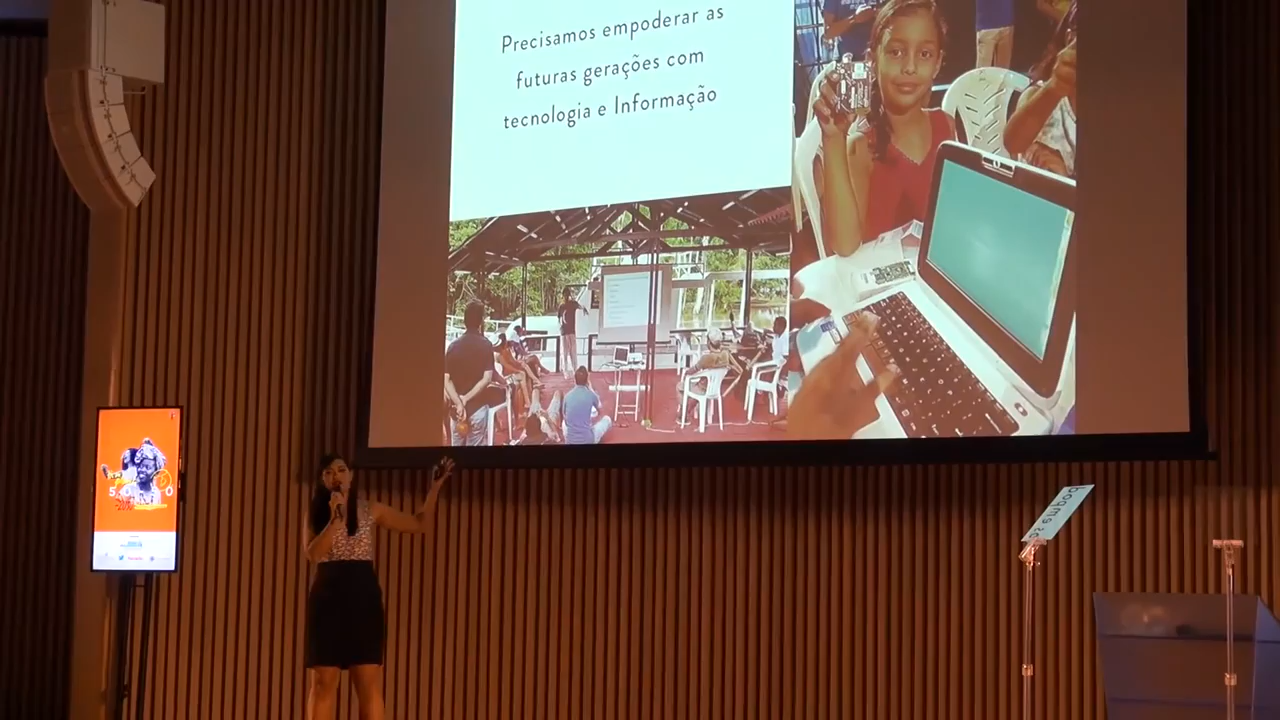 Precisamos empoderar as
futuras gerações com
tecnologia e Informação